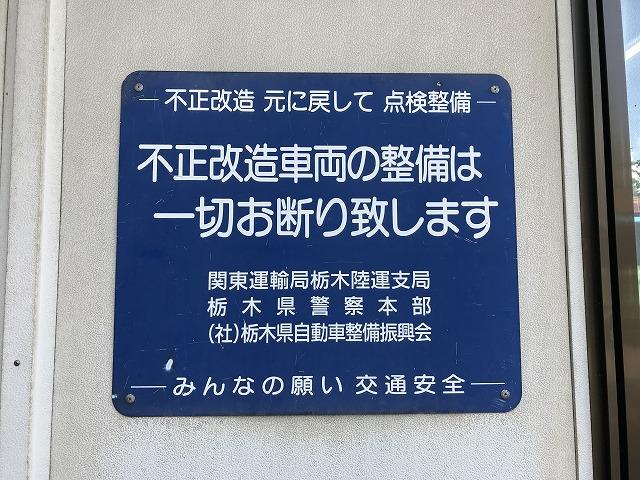 ― 不正改造 元に戻して 点検整備 ―
不正改造車両の整備は
一切お断り致します
関東運輸局栃木陸運支局
栃木県警察本部
(社)栃木県自動車整備振興会
― みんなの願い 交通安全 ―